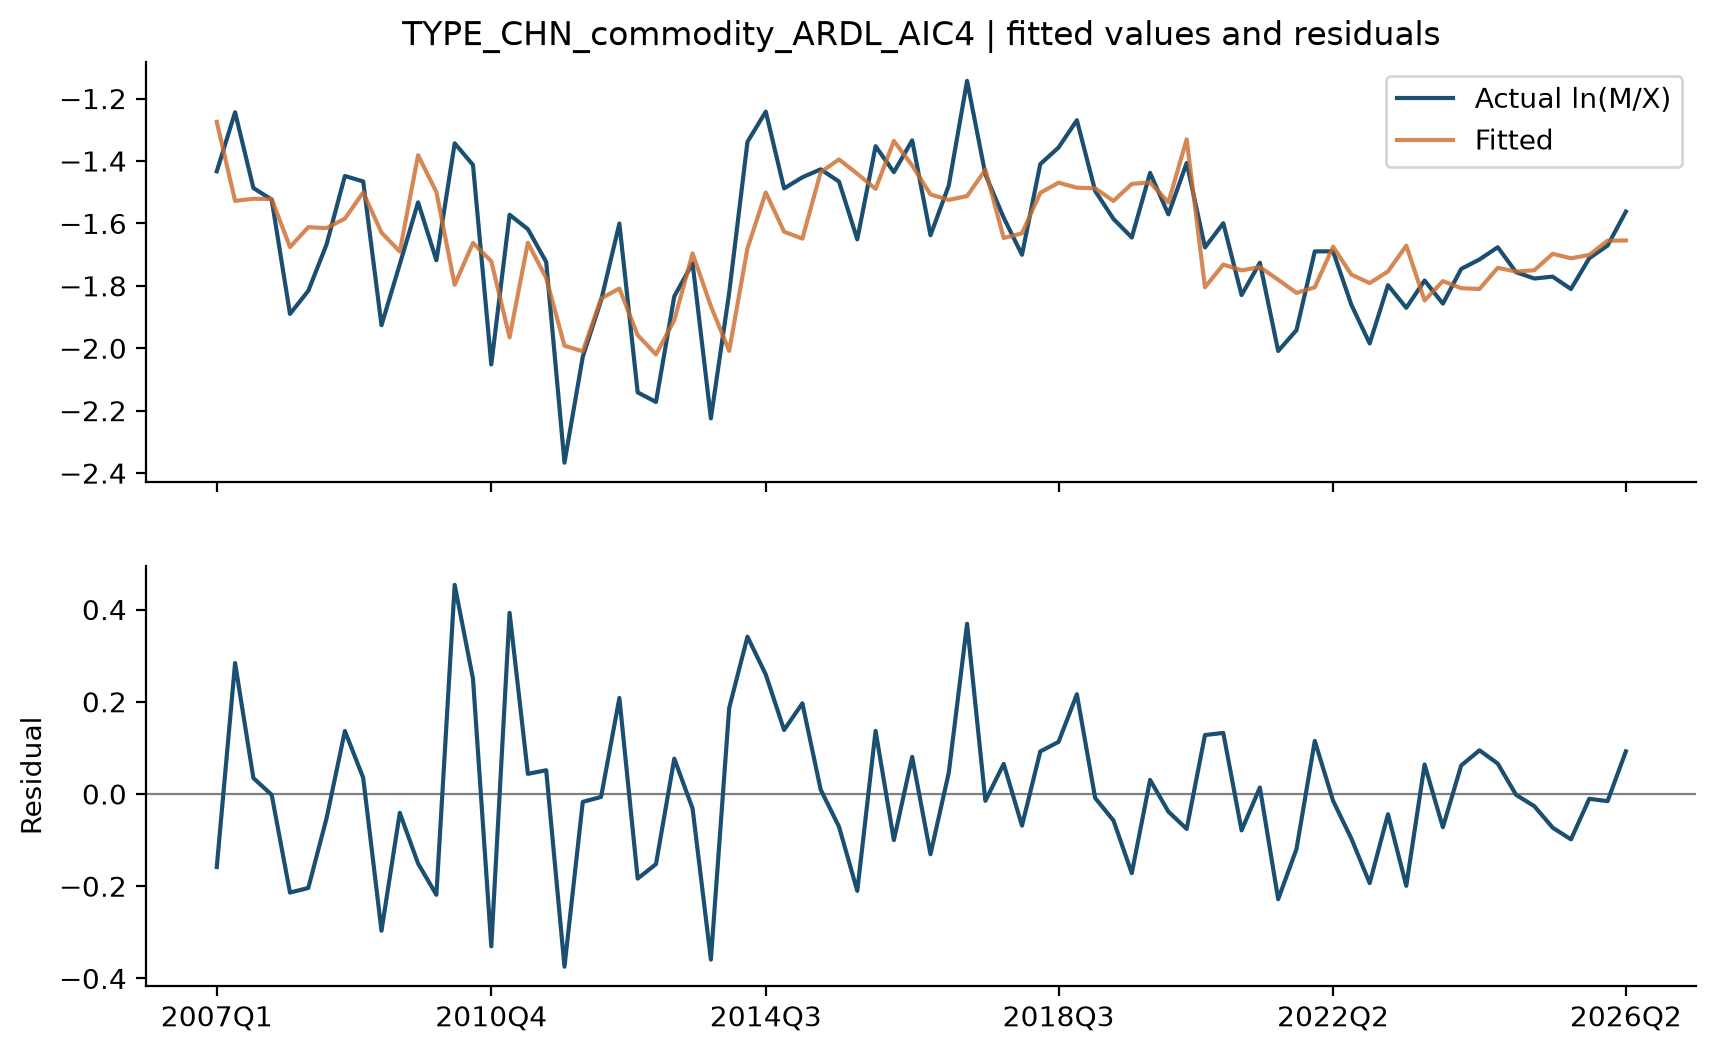 TYPE_CHN_commodity_ARDL_AIC4 | fitted values and residuals
Actual ln(M/X)
Fitted
−1.2
−1.4
−1.6
−1.8
−2.0
−2.2
−2.4
Residual
0.4
0.2
0.0
−0.2
−0.4
2007Q1 2010Q4 2014Q3 2018Q3 2022Q2 2026Q2